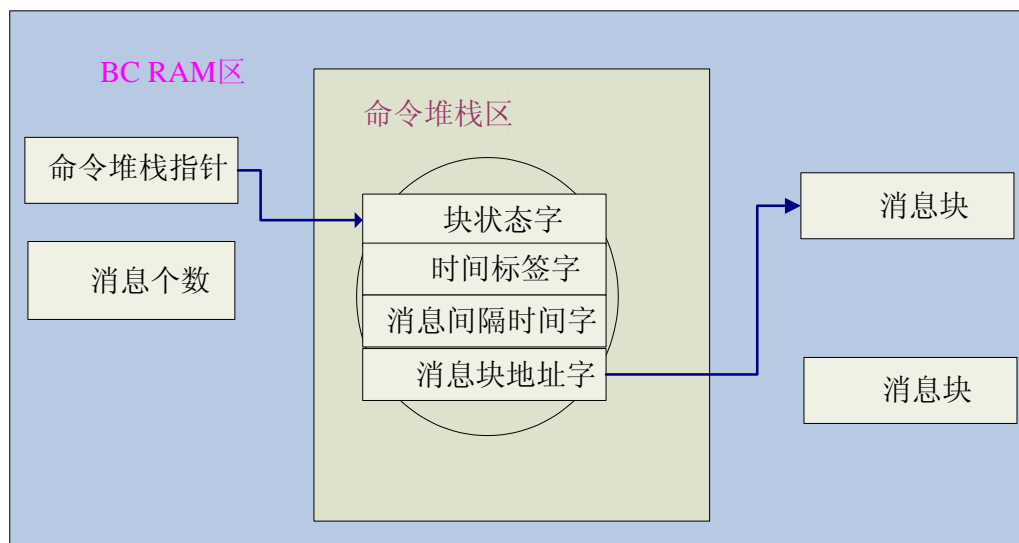 BC RAM区
命令堆栈区
命令堆栈指针
消息个数
块状态字
时间标签字
消息间隔时间字
消息块地址字
消息块
消息块